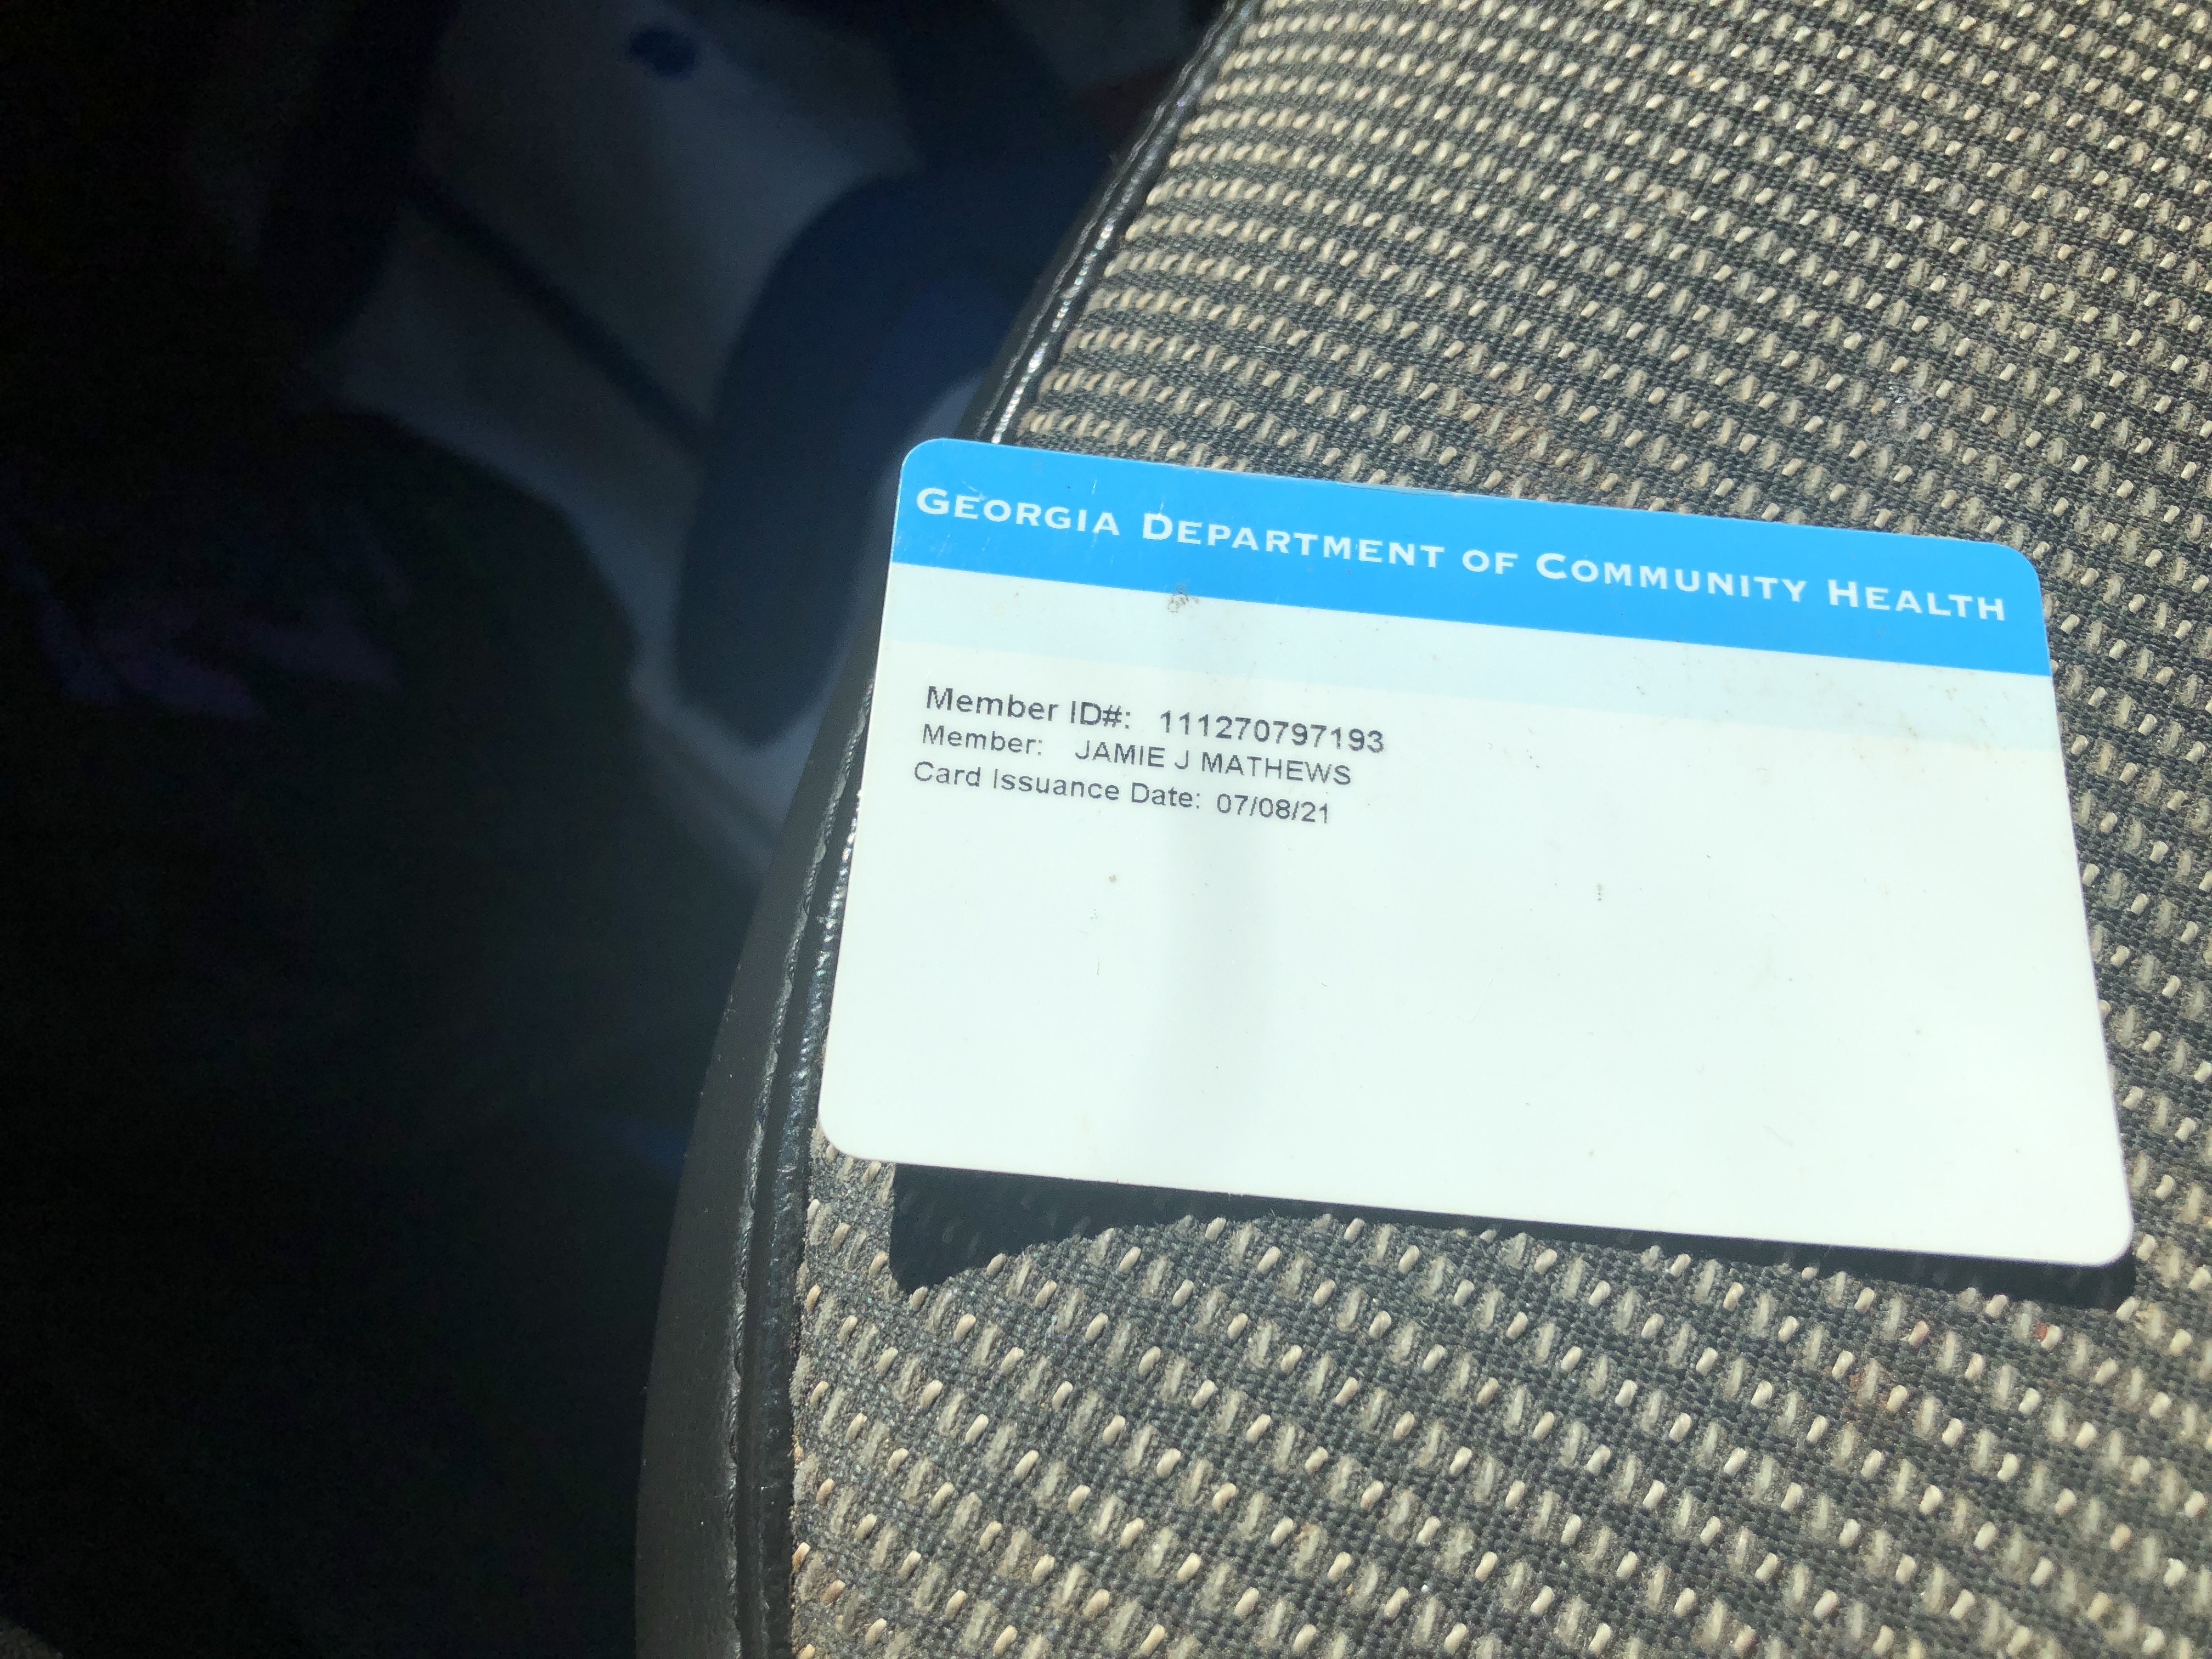 GEORGIA DEPARTMENT OF COMMUNITY HEALTH
Member ID#: 111270797193
Member: JAMIE J MATHEWS
Card Issuance Date: 07/08/21